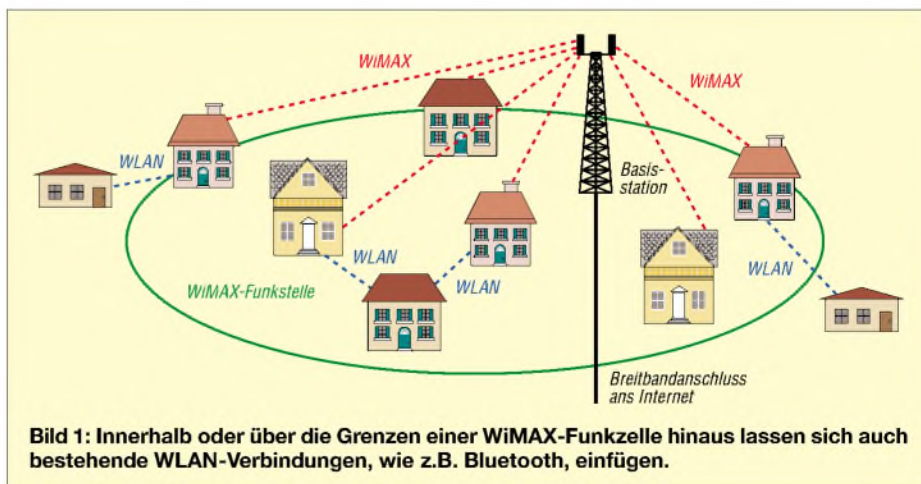 WiMAX
WiMAX
WLAN
Basis-
station
WLAN
WLAN
WLAN
WiMAX-Funkstelle
Breitbandanschluss
ans Internet
Bild 1: Innerhalb oder über die Grenzen einer WiMAX-Funkzelle hinaus lassen sich auch
bestehende WLAN-Verbindungen, wie z.B. Bluetooth, einfügen.